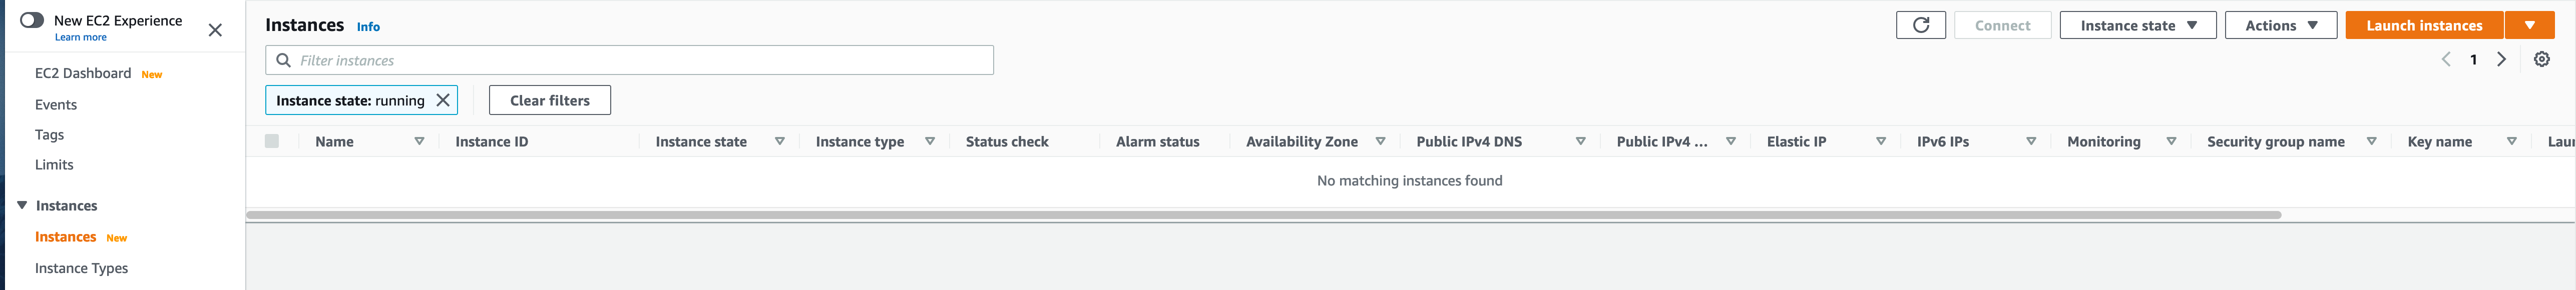 New EC2 Experience
Learn more
EC2 Dashboard New
Events
Tags
Limits
Instances
Instances New
Instance Types
Instances Info
Connect
Instance state
Actions
Launch instances
Filter instances
1
Instance state: running
Clear filters
Name Instance ID Instance state Instance type Status check Alarm status Availability Zone Public IPv4 DNS Public IPv4 ... Elastic IP IPv6 IPs Monitoring Security group name Key name Laun
No matching instances found